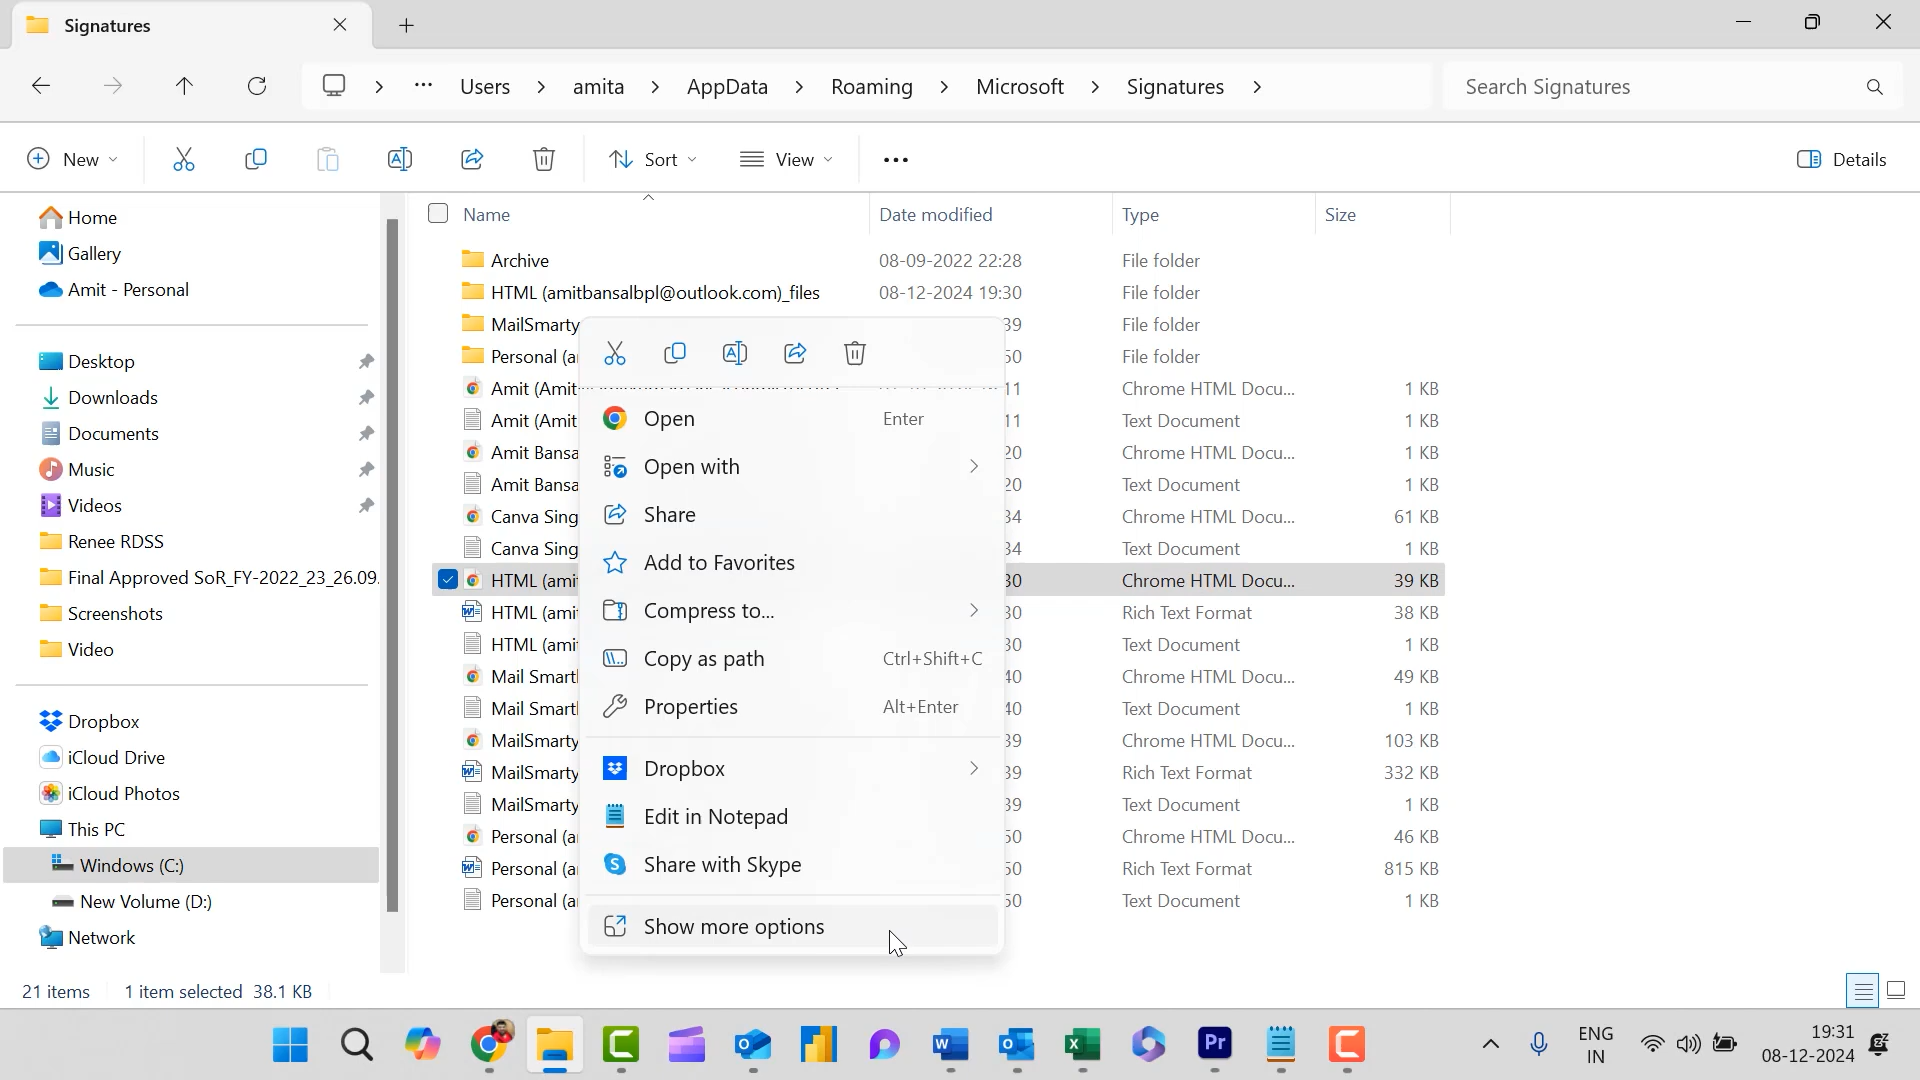 Signatures
Users
amita
AppData
Roaming
Microsoft
Signatures
Search Signatures
New
Sort
View
Details
Home
Gallery
Amit - Personal
Desktop
Downloads
Documents
Music
Videos
Renee RDSS
Final Approved SoR_FY-2022_23_26.09.
Screenshots
Video
Dropbox
iCloud Drive
iCloud Photos
This PC
Windows (C:)
New Volume (D:)
Network
Name Date modified Type Size
Archive 08-09-2022 22:28 File folder
HTML (amitbansalbpl@outlook.com)_files 08-12-2024 19:30 File folder
MailSmarty 39 File folder
Personal (a 50 File folder
Amit (Amit 11 Chrome HTML Docu... 1 KB
Amit (Amit 11 Text Document 1 KB
Amit Bansa 20 Chrome HTML Docu... 1 KB
Amit Bansa 20 Text Document 1 KB
Canva Sing 34 Chrome HTML Docu... 61 KB
Canva Sing 34 Text Document 1 KB
HTML (ami 30 Chrome HTML Docu... 39 KB
HTML (ami 30 Rich Text Format 38 KB
HTML (ami 30 Text Document 1 KB
Mail Smart 40 Chrome HTML Docu... 49 KB
Mail Smart 40 Text Document 1 KB
MailSmarty 39 Chrome HTML Docu... 103 KB
MailSmarty 39 Rich Text Format 332 KB
MailSmarty 39 Text Document 1 KB
Personal (a 50 Chrome HTML Docu... 46 KB
Personal (a 50 Rich Text Format 815 KB
Personal (a 50 Text Document 1 KB
Open Enter
Open with
Share
Add to Favorites
Compress to...
Copy as path Ctrl+Shift+C
Properties Alt+Enter
Dropbox
Edit in Notepad
Share with Skype
Show more options
21 items 1 item selected 38.1 KB
Pr
ENG
IN
19:31
08-12-2024